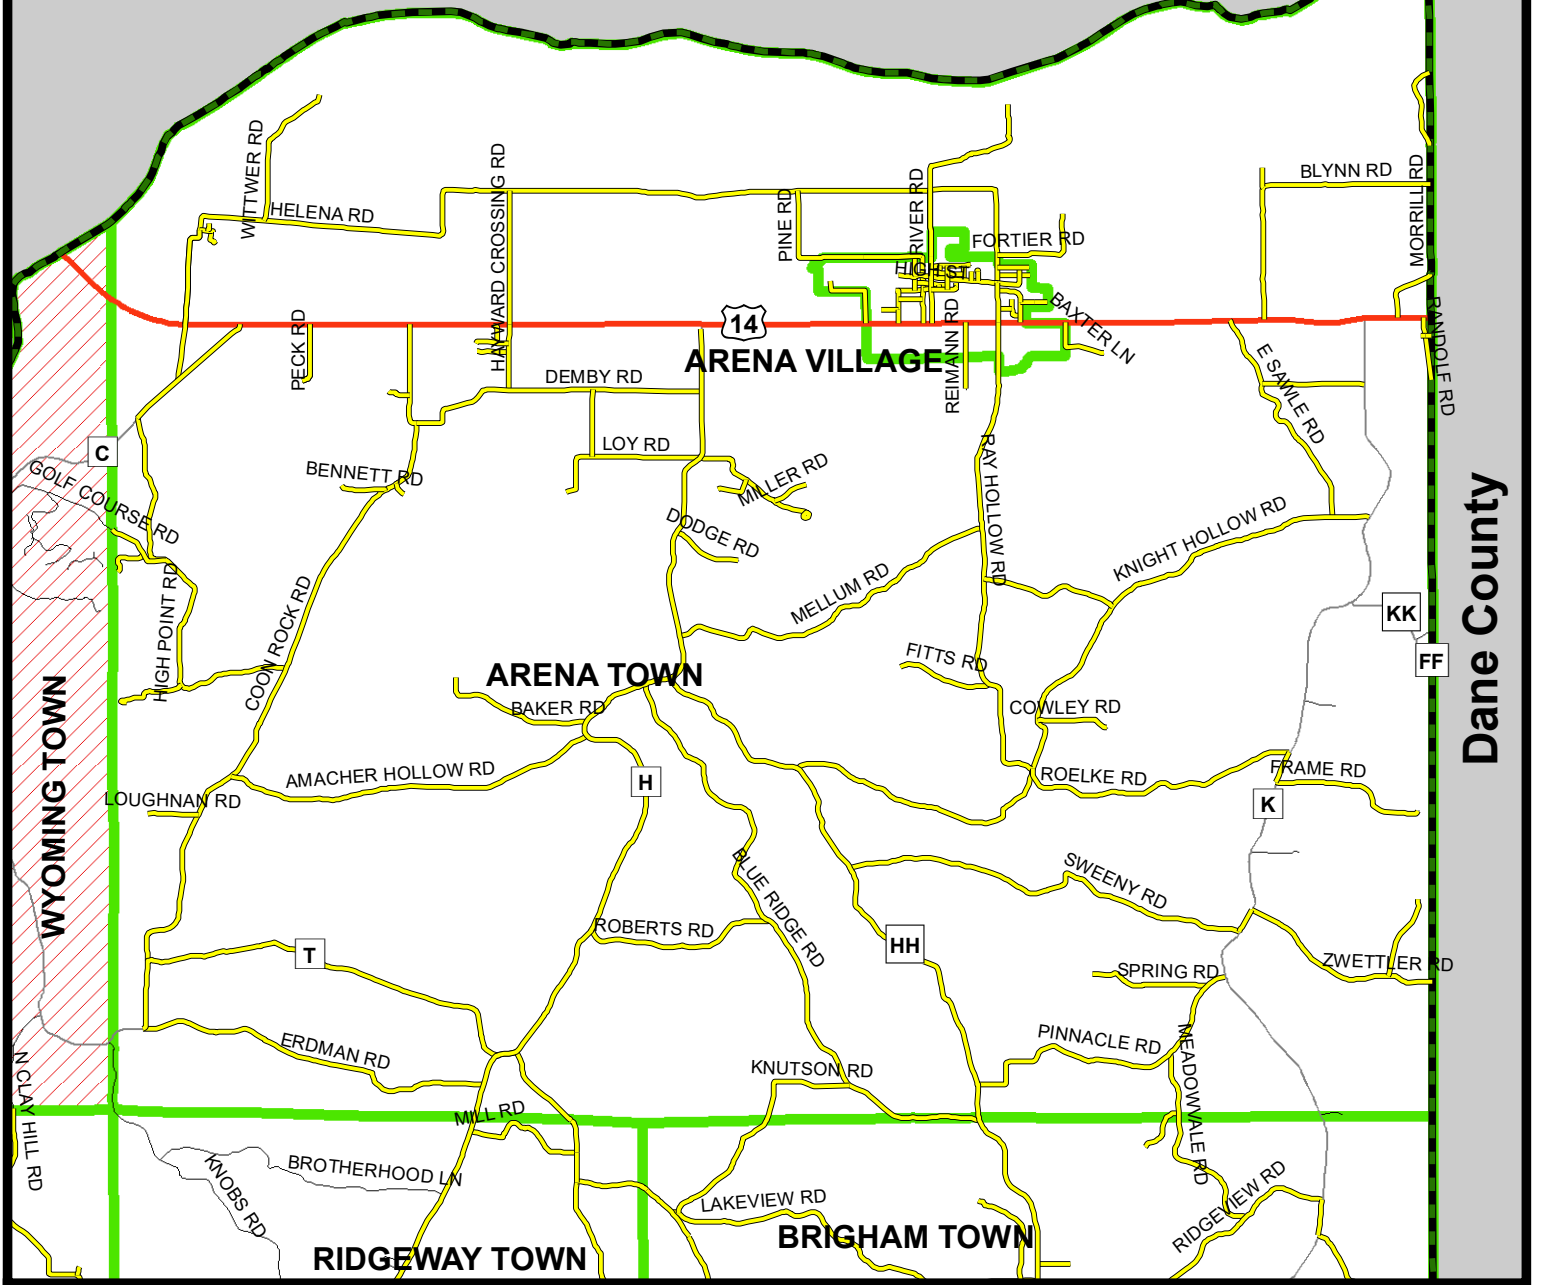 WITTWER RD
HELENA RD
HAYWARD CROSSING RD
PINE RD
RIVER RD
FORTIER RD
HIGH ST
BLYNN RD
MORRILL RD
PECK RD
14
ARENA VILLAGE
REIMANN RD
BAXTER LN
RANDOLF RD
DEMBY RD
E SAWLE RD
C
GOLF COURSE RD
BENNETT RD
LOY RD
MILLER RD
DODGE RD
RAY HOLLOW RD
KNIGHT HOLLOW RD
Dane County
HIGH POINT RD
COON ROCK RD
MELLUM RD
KK
FF
FITTS RD
ARENA TOWN
BAKER RD
COWLEY RD
WYOMING TOWN
AMACHER HOLLOW RD
H
ROELKE RD
FRAME RD
K
LOUGHNAN RD
BLUE RIDGE RD
SWEENY RD
ROBERTS RD
HH
T
SPRING RD
ZWETTLER RD
ERDMAN RD
PINNACLE RD
MEADOWVALE RD
KNUTSON RD
N CLAY HILL RD
MILL RD
KNOBS RD
BROTHERHOOD LN
LAKEVIEW RD
RIDGEVIEW RD
BRIGHAM TOWN
RIDGEWAY TOWN